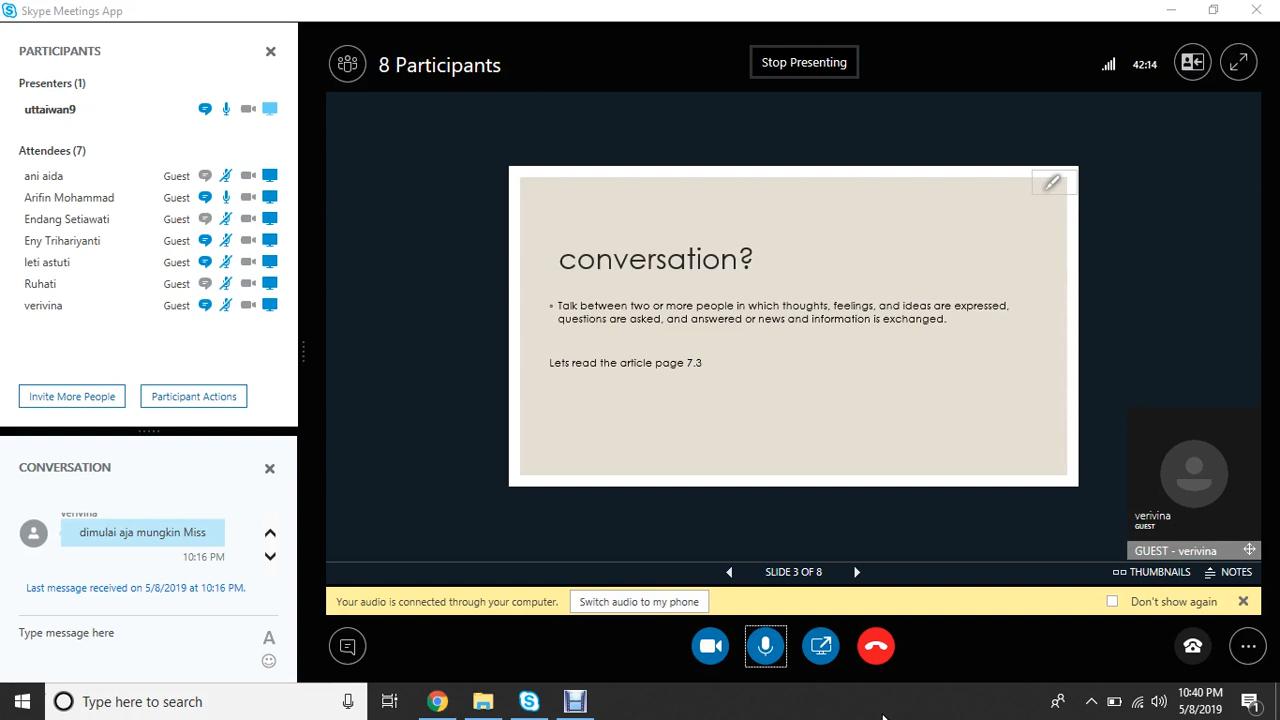 Skype Meetings App
PARTICIPANTS
Presenters (1)
uttaiwan9
Attendees (7)
ani aida Guest
Arifin Mohammad Guest
Endang Setiawati Guest
Eny Trihariyanti Guest
leti astuti Guest
Ruhati Guest
verivina Guest
Invite More People Participant Actions
CONVERSATION
verivina
dimulai aja mungkin Miss
10:16 PM
Last message received on 5/8/2019 at 10:16 PM.
Type message here
A
8 Participants
Stop Presenting
42:14
conversation?
Talk between two or more people in which thoughts, feelings, and ideas are expressed,
questions are asked, and answered or news and information is exchanged.
Lets read the article page 7.3
verivina
GUEST
GUEST - verivina
SLIDE 3 OF 8
THUMBNAILS NOTES
Your audio is connected through your computer. Switch audio to my phone Don't show again
Type here to search
10:40 PM
5/8/2019
1